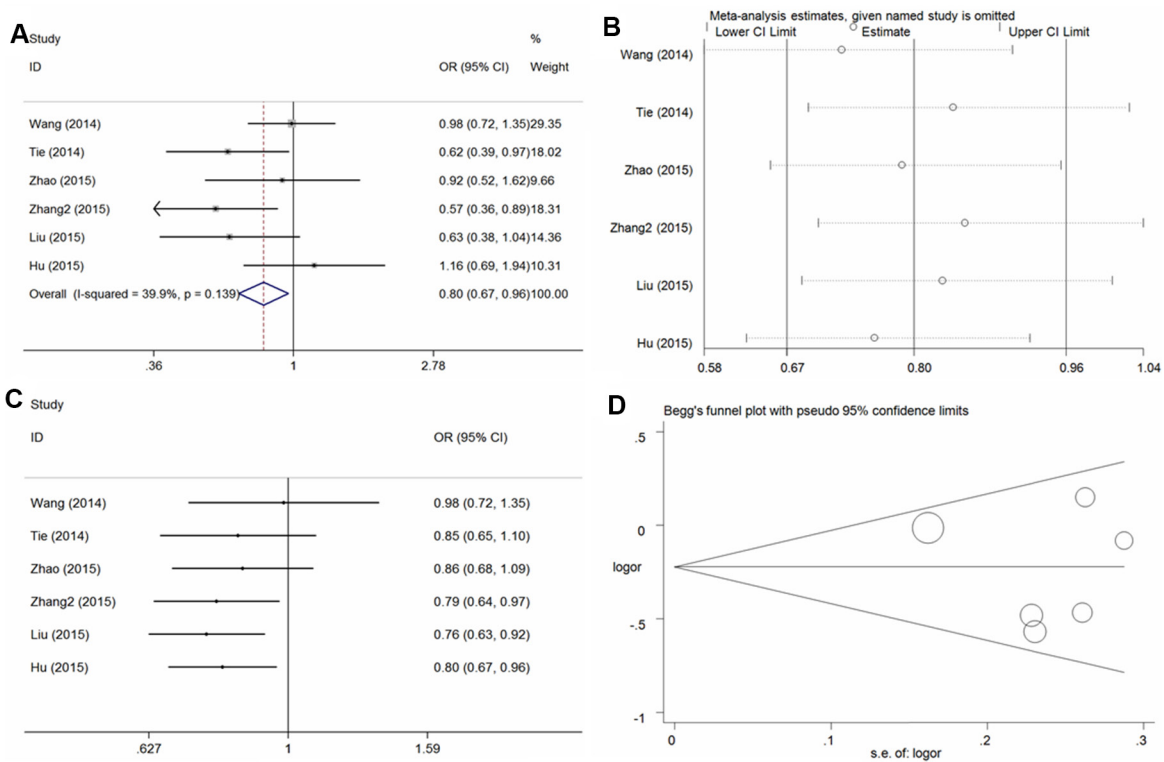 A
Study %
ID OR (95% CI) Weight
Wang (2014) 0.98 (0.72, 1.35)29.35
Tie (2014) 0.62 (0.39, 0.97)18.02
Zhao (2015) 0.92 (0.52, 1.62)9.66
Zhang2 (2015) 0.57 (0.36, 0.89)18.31
Liu (2015) 0.63 (0.38, 1.04)14.36
Hu (2015) 1.16 (0.69, 1.94)10.31
Overall (I-squared = 39.9%, p = 0.139) 0.80 (0.67, 0.96)100.00
.36 1 2.78
B
Meta-analysis estimates, given named study is omitted
Lower CI Limit Estimate Upper CI Limit
Wang (2014)
Tie (2014)
Zhao (2015)
Zhang2 (2015)
Liu (2015)
Hu (2015)
0.58 0.67 0.80 0.96 1.04
C
Study
ID OR (95% CI)
Wang (2014) 0.98 (0.72, 1.35)
Tie (2014) 0.85 (0.65, 1.10)
Zhao (2015) 0.86 (0.68, 1.09)
Zhang2 (2015) 0.79 (0.64, 0.97)
Liu (2015) 0.76 (0.63, 0.92)
Hu (2015) 0.80 (0.67, 0.96)
.627 1 1.59
D
Begg's funnel plot with pseudo 95% confidence limits
.5
0
logor
-.5
-1
0 .1 .2 .3
s.e. of: logor